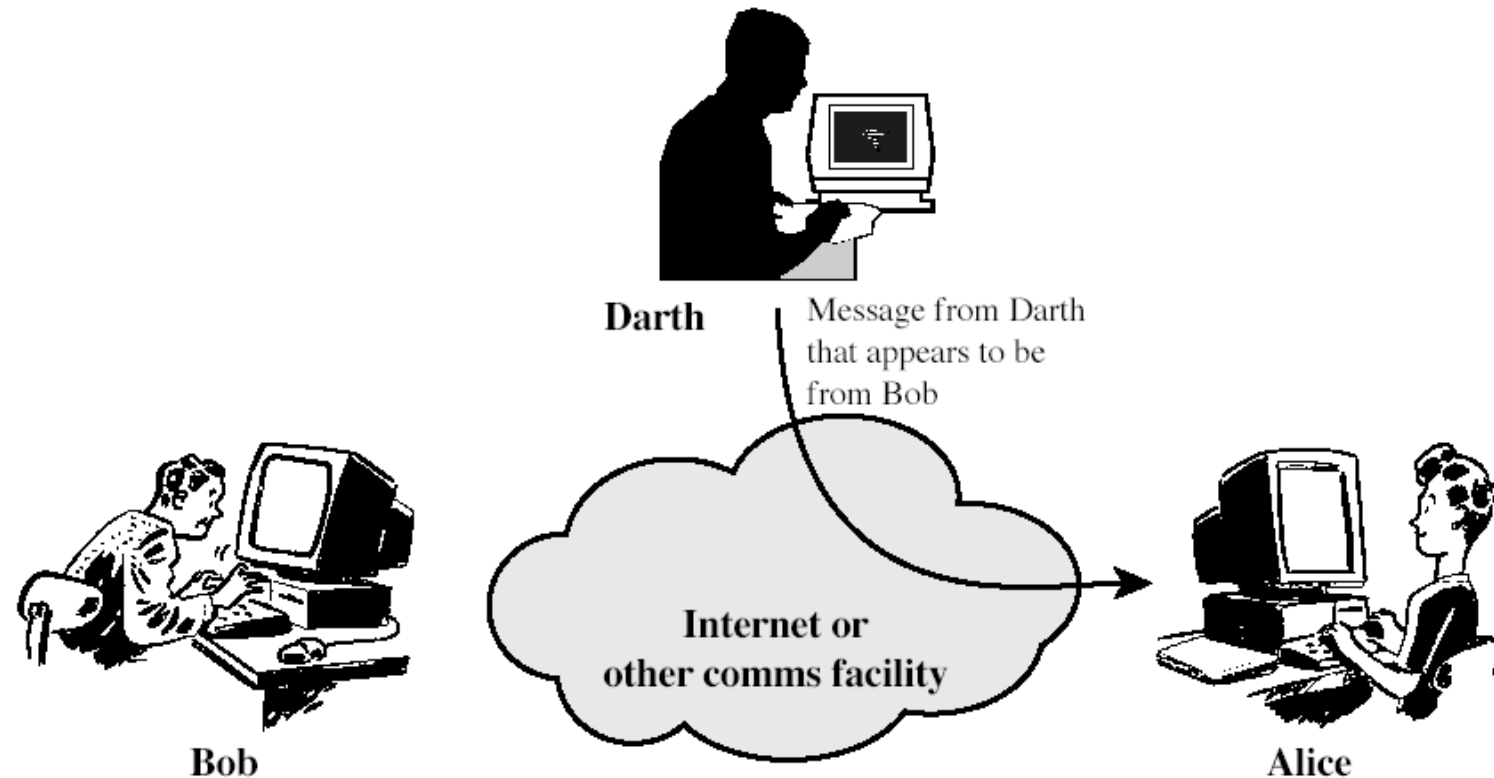 Darth
Message from Darth
that appears to be
from Bob
Internet or
other comms facility
Bob
Alice